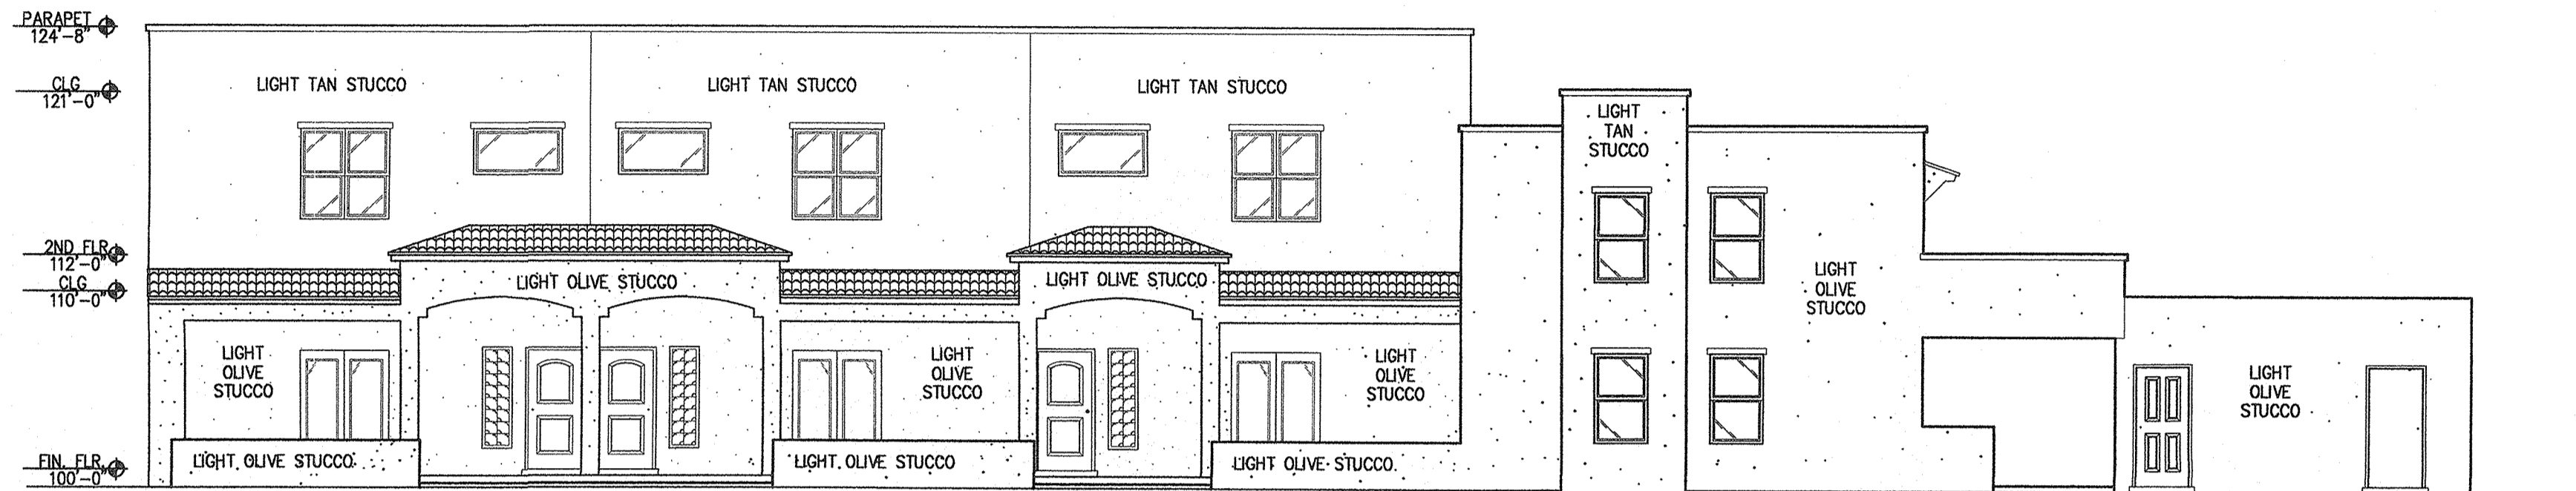 PARAPET
124'-8"
CLG
121'-0"
2ND FLR
112'-0"
CLG
110'-0"
FIN. FLR
100'-0"
LIGHT TAN STUCCO
LIGHT TAN STUCCO
LIGHT TAN STUCCO
LIGHT
TAN
STUCCO
LIGHT OLIVE STUCCO
LIGHT OLIVE STUCCO
LIGHT
OLIVE
STUCCO
LIGHT
OLIVE
STUCCO
LIGHT
OLIVE
STUCCO
LIGHT
OLIVE
STUCCO
LIGHT
OLIVE
STUCCO
LIGHT OLIVE STUCCO
LIGHT OLIVE STUCCO
LIGHT OLIVE STUCCO